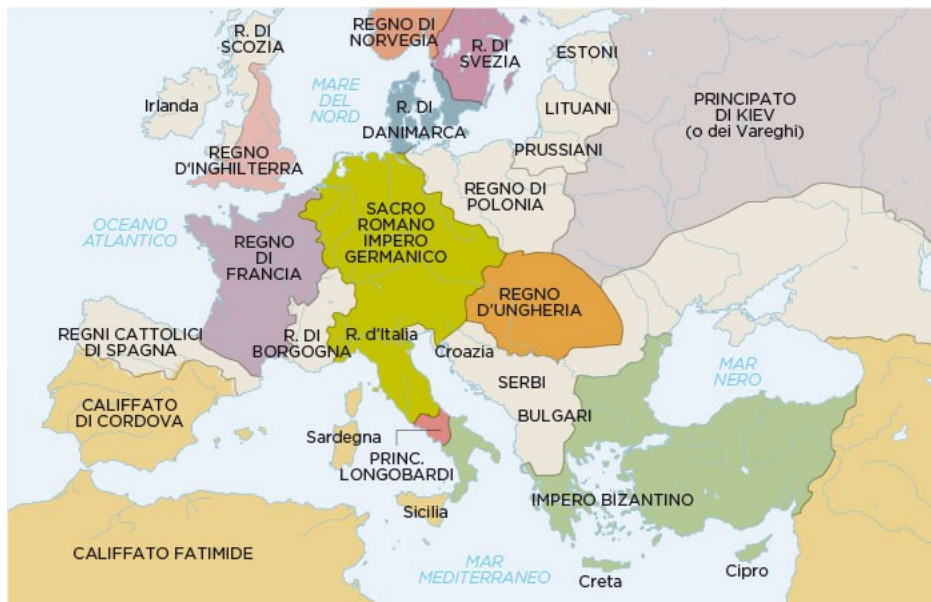 R. DI
SCOZIA
REGNO DI
NORVEGIA
R. DI
SVEZIA
ESTONI
MARE
DEL
NORD
Irlanda
R. DI
DANIMARCA
LITUANI
PRINCIPATO
DI KIEV
(o dei Vareghi)
REGNO
D'INGHILTERRA
PRUSSIANI
REGNO DI
POLONIA
OCEANO
ATLANTICO
SACRO
ROMANO
IMPERO
GERMANICO
REGNO
DI
FRANCIA
REGNO
D'UNGHERIA
REGNI CATTOLICI
DI SPAGNA
R. DI
BORGOGNA
R. d'Italia
Croazia
MAR
NERO
SERBI
CALIFFATO
DI CORDOVA
BULGARI
Sardegna
PRINC.
LONGOBARDI
IMPERO BIZANTINO
Sicilia
CALIFFATO FATIMIDE
MAR
MEDITERRANEO
Creta
Cipro